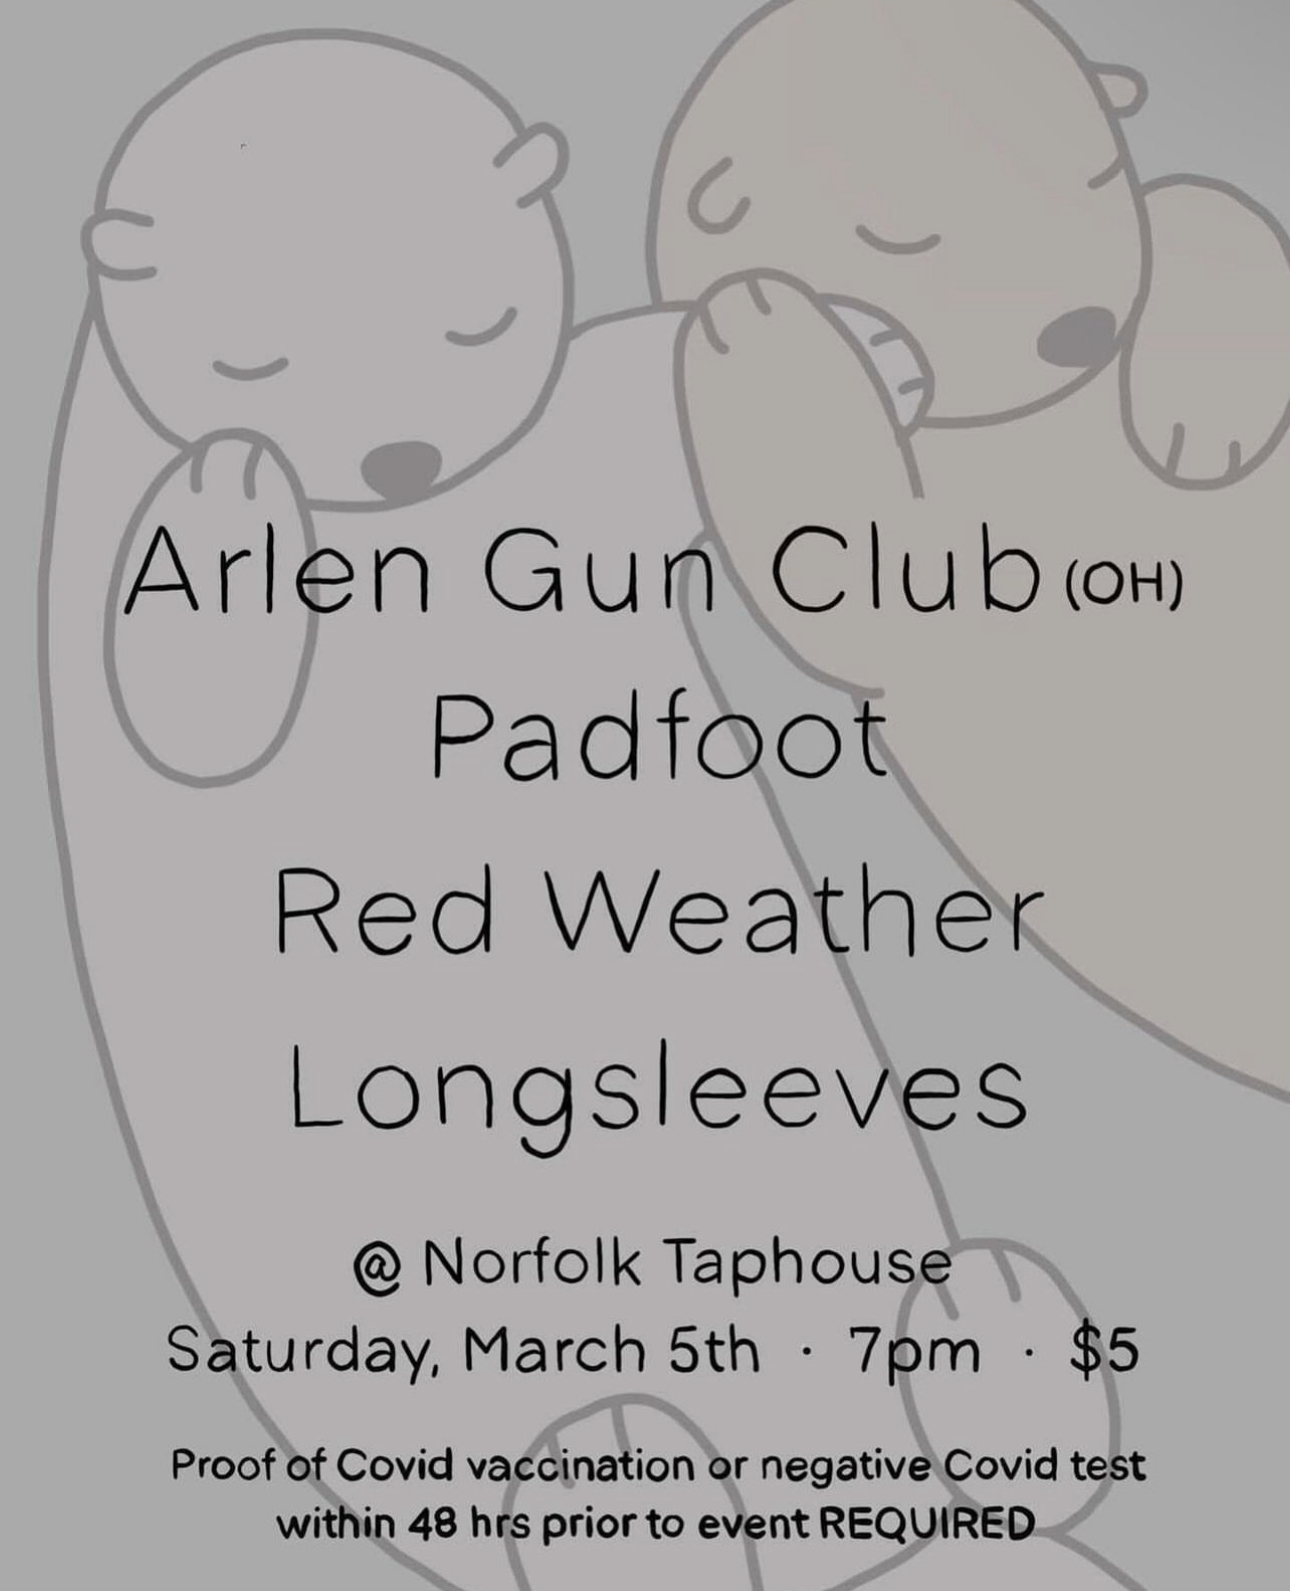 Arlen Gun Club (OH)
Padfoot
Red Weather
Longsleeves
@ Norfolk Taphouse
Saturday, March 5th · 7pm · $5
Proof of Covid vaccination or negative Covid test
within 48 hrs prior to event REQUIRED